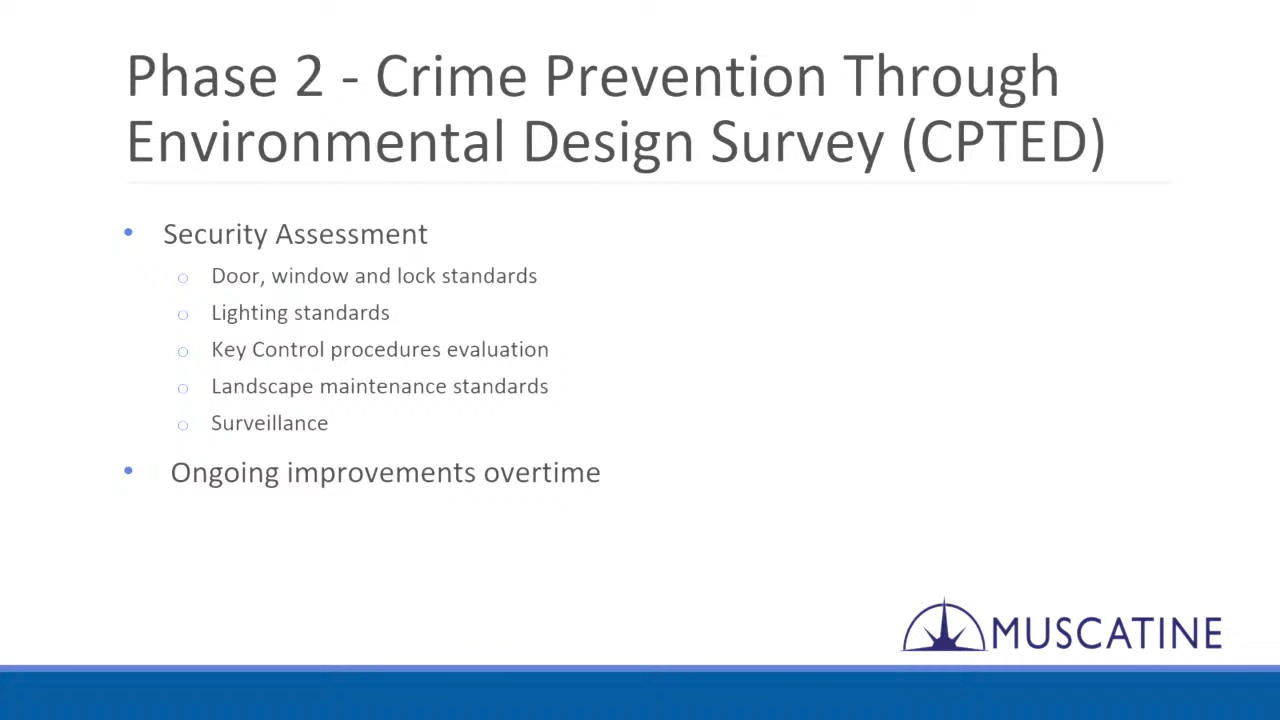 Phase 2 - Crime Prevention Through
Environmental Design Survey (CPTED)
• Security Assessment
o Door, window and lock standards
o Lighting standards
o Key Control procedures evaluation
o Landscape maintenance standards
o Surveillance
• Ongoing improvements overtime
MUSCATINE